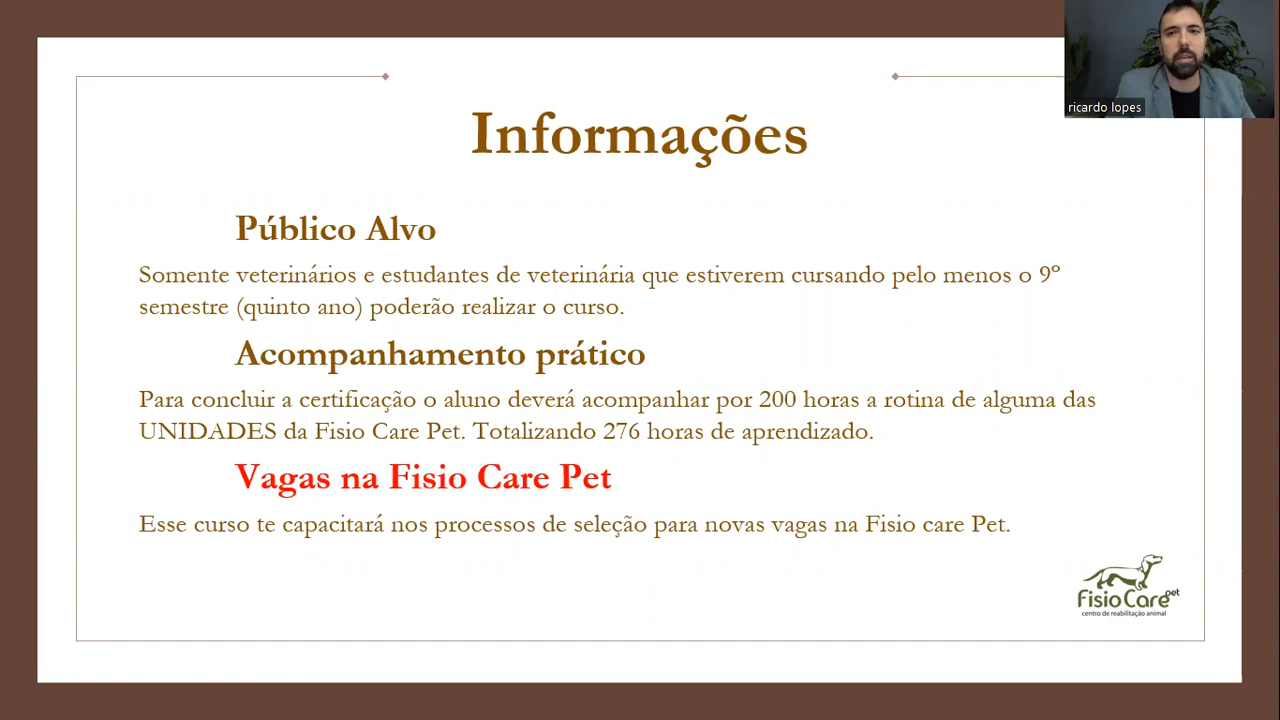 ricardo lopes
Informações
Público Alvo
Somente veterinários e estudantes de veterinária que estiverem cursando pelo menos o 9º
semestre (quinto ano) poderão realizar o curso.
Acompanhamento prático
Para concluir a certificação o aluno deverá acompanhar por 200 horas a rotina de alguma das
UNIDADES da Fisio Care Pet. Totalizando 276 horas de aprendizado.
Vagas na Fisio Care Pet
Esse curso te capacitará nos processos de seleção para novas vagas na Fisio care Pet.
FisioCare pet
centro de reabilitação animal